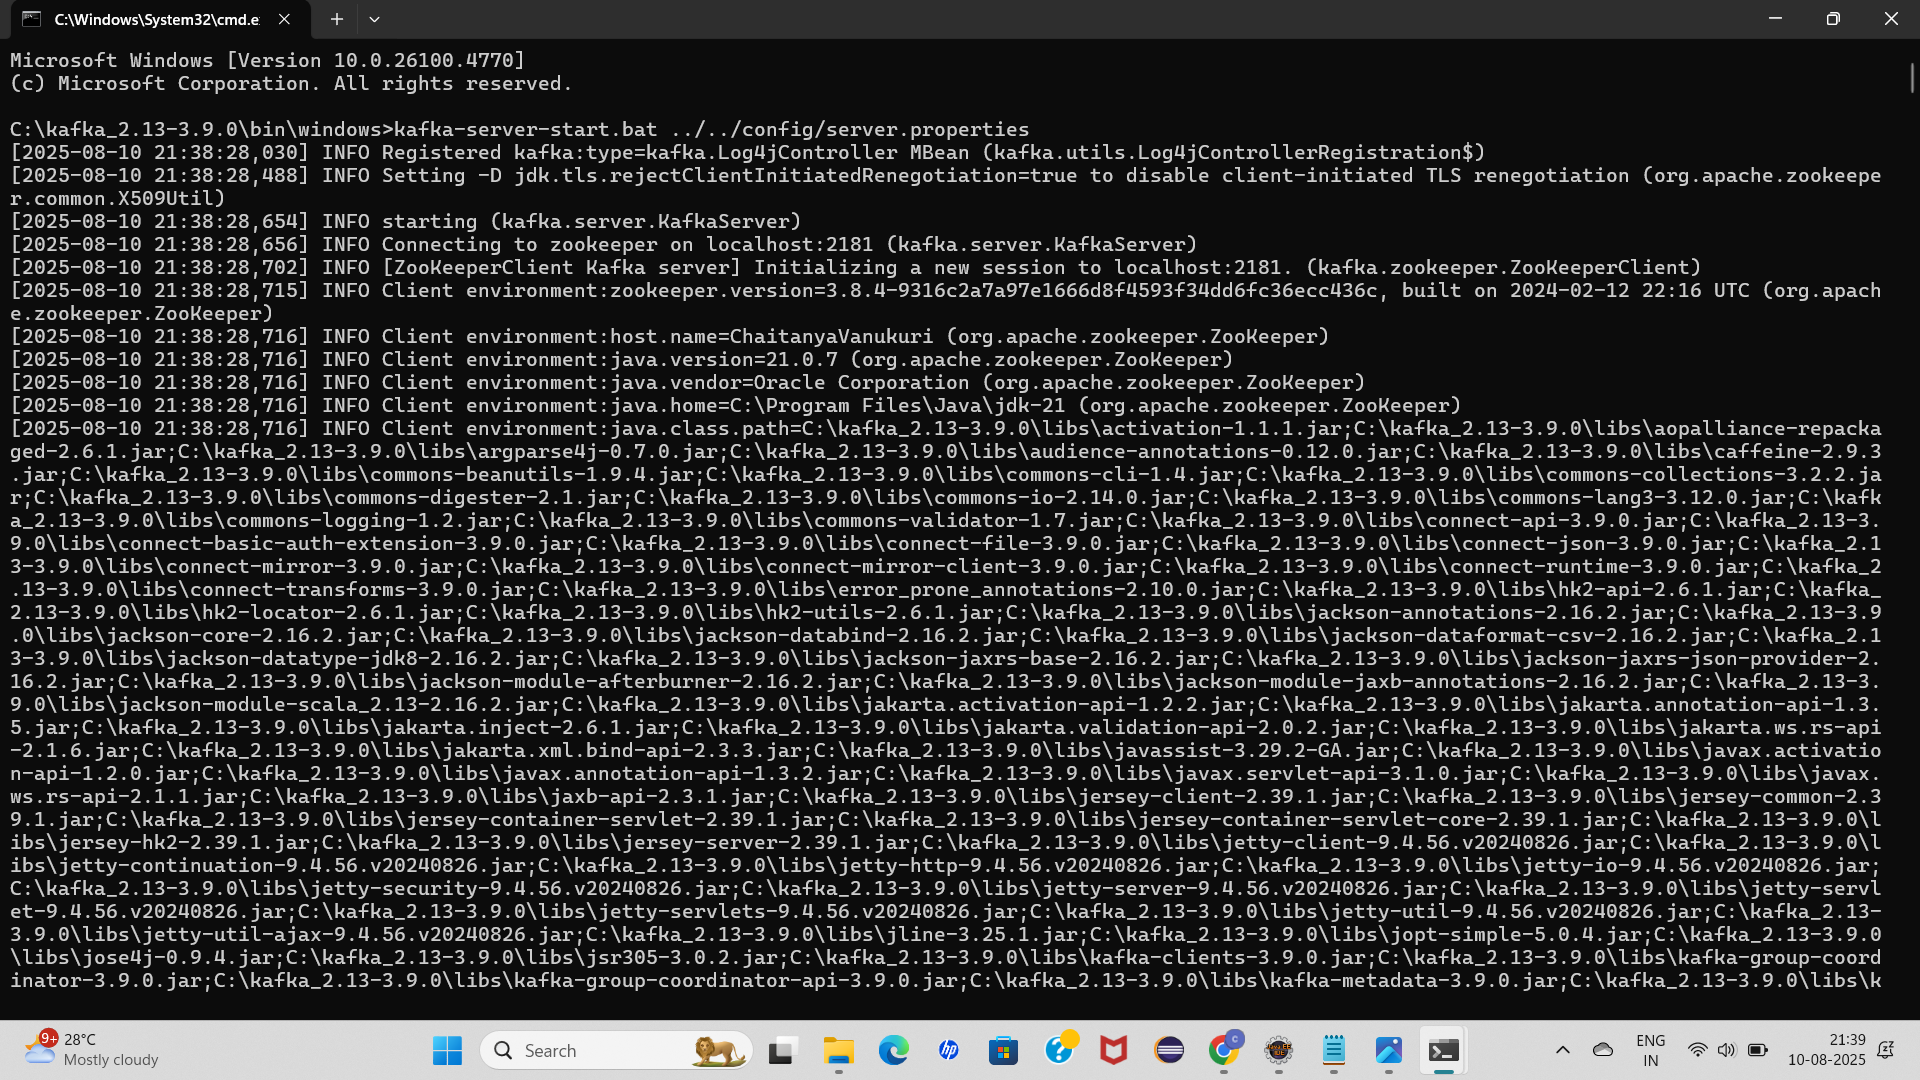 C:\Windows\System32\cmd.e
Microsoft Windows [Version 10.0.26100.4770]
(c) Microsoft Corporation. All rights reserved.
C:\kafka_2.13-3.9.0\bin\windows>kafka-server-start.bat ../../config/server.properties
[2025-08-10 21:38:28,030] INFO Registered kafka:type=kafka.Log4jController MBean (kafka.utils.Log4jControllerRegistration$)
[2025-08-10 21:38:28,488] INFO Setting -D jdk.tls.rejectClientInitiatedRenegotiation=true to disable client-initiated TLS renegotiation (org.apache.zookeepe
r.common.X509Util)
[2025-08-10 21:38:28,654] INFO starting (kafka.server.KafkaServer)
[2025-08-10 21:38:28,656] INFO Connecting to zookeeper on localhost:2181 (kafka.server.KafkaServer)
[2025-08-10 21:38:28,702] INFO [ZooKeeperClient Kafka server] Initializing a new session to localhost:2181. (kafka.zookeeper.ZooKeeperClient)
[2025-08-10 21:38:28,715] INFO Client environment:zookeeper.version=3.8.4-9316c2a7a97e1666d8f4593f34dd6fc36ecc436c, built on 2024-02-12 22:16 UTC (org.apach
e.zookeeper.ZooKeeper)
[2025-08-10 21:38:28,716] INFO Client environment:host.name=ChaitanyaVanukuri (org.apache.zookeeper.ZooKeeper)
[2025-08-10 21:38:28,716] INFO Client environment:java.version=21.0.7 (org.apache.zookeeper.ZooKeeper)
[2025-08-10 21:38:28,716] INFO Client environment:java.vendor=Oracle Corporation (org.apache.zookeeper.ZooKeeper)
[2025-08-10 21:38:28,716] INFO Client environment:java.home=C:\Program Files\Java\jdk-21 (org.apache.zookeeper.ZooKeeper)
[2025-08-10 21:38:28,716] INFO Client environment:java.class.path=C:\kafka_2.13-3.9.0\libs\activation-1.1.1.jar;C:\kafka_2.13-3.9.0\libs\aopalliance-repacka
ged-2.6.1.jar;C:\kafka_2.13-3.9.0\libs\argparse4j-0.7.0.jar;C:\kafka_2.13-3.9.0\libs\audience-annotations-0.12.0.jar;C:\kafka_2.13-3.9.0\libs\caffeine-2.9.3
.jar;C:\kafka_2.13-3.9.0\libs\commons-beanutils-1.9.4.jar;C:\kafka_2.13-3.9.0\libs\commons-cli-1.4.jar;C:\kafka_2.13-3.9.0\libs\commons-collections-3.2.2.ja
r;C:\kafka_2.13-3.9.0\libs\commons-digester-2.1.jar;C:\kafka_2.13-3.9.0\libs\commons-io-2.14.0.jar;C:\kafka_2.13-3.9.0\libs\commons-lang3-3.12.0.jar;C:\kafk
a_2.13-3.9.0\libs\commons-logging-1.2.jar;C:\kafka_2.13-3.9.0\libs\commons-validator-1.7.jar;C:\kafka_2.13-3.9.0\libs\connect-api-3.9.0.jar;C:\kafka_2.13-3.
9.0\libs\connect-basic-auth-extension-3.9.0.jar;C:\kafka_2.13-3.9.0\libs\connect-file-3.9.0.jar;C:\kafka_2.13-3.9.0\libs\connect-json-3.9.0.jar;C:\kafka_2.1
3-3.9.0\libs\connect-mirror-3.9.0.jar;C:\kafka_2.13-3.9.0\libs\connect-mirror-client-3.9.0.jar;C:\kafka_2.13-3.9.0\libs\connect-runtime-3.9.0.jar;C:\kafka_2
.13-3.9.0\libs\connect-transforms-3.9.0.jar;C:\kafka_2.13-3.9.0\libs\error_prone_annotations-2.10.0.jar;C:\kafka_2.13-3.9.0\libs\hk2-api-2.6.1.jar;C:\kafka_
2.13-3.9.0\libs\hk2-locator-2.6.1.jar;C:\kafka_2.13-3.9.0\libs\hk2-utils-2.6.1.jar;C:\kafka_2.13-3.9.0\libs\jackson-annotations-2.16.2.jar;C:\kafka_2.13-3.9
.0\libs\jackson-core-2.16.2.jar;C:\kafka_2.13-3.9.0\libs\jackson-databind-2.16.2.jar;C:\kafka_2.13-3.9.0\libs\jackson-dataformat-csv-2.16.2.jar;C:\kafka_2.1
3-3.9.0\libs\jackson-datatype-jdk8-2.16.2.jar;C:\kafka_2.13-3.9.0\libs\jackson-jaxrs-base-2.16.2.jar;C:\kafka_2.13-3.9.0\libs\jackson-jaxrs-json-provider-2.
16.2.jar;C:\kafka_2.13-3.9.0\libs\jackson-module-afterburner-2.16.2.jar;C:\kafka_2.13-3.9.0\libs\jackson-module-jaxb-annotations-2.16.2.jar;C:\kafka_2.13-3.
9.0\libs\jackson-module-scala_2.13-2.16.2.jar;C:\kafka_2.13-3.9.0\libs\jakarta.activation-api-1.2.2.jar;C:\kafka_2.13-3.9.0\libs\jakarta.annotation-api-1.3.
5.jar;C:\kafka_2.13-3.9.0\libs\jakarta.inject-2.6.1.jar;C:\kafka_2.13-3.9.0\libs\jakarta.validation-api-2.0.2.jar;C:\kafka_2.13-3.9.0\libs\jakarta.ws.rs-api
-2.1.6.jar;C:\kafka_2.13-3.9.0\libs\jakarta.xml.bind-api-2.3.3.jar;C:\kafka_2.13-3.9.0\libs\javassist-3.29.2-GA.jar;C:\kafka_2.13-3.9.0\libs\javax.activatio
n-api-1.2.0.jar;C:\kafka_2.13-3.9.0\libs\javax.annotation-api-1.3.2.jar;C:\kafka_2.13-3.9.0\libs\javax.servlet-api-3.1.0.jar;C:\kafka_2.13-3.9.0\libs\javax.
ws.rs-api-2.1.1.jar;C:\kafka_2.13-3.9.0\libs\jaxb-api-2.3.1.jar;C:\kafka_2.13-3.9.0\libs\jersey-client-2.39.1.jar;C:\kafka_2.13-3.9.0\libs\jersey-common-2.3
9.1.jar;C:\kafka_2.13-3.9.0\libs\jersey-container-servlet-2.39.1.jar;C:\kafka_2.13-3.9.0\libs\jersey-container-servlet-core-2.39.1.jar;C:\kafka_2.13-3.9.0\l
ibs\jersey-hk2-2.39.1.jar;C:\kafka_2.13-3.9.0\libs\jersey-server-2.39.1.jar;C:\kafka_2.13-3.9.0\libs\jetty-client-9.4.56.v20240826.jar;C:\kafka_2.13-3.9.0\l
ibs\jetty-continuation-9.4.56.v20240826.jar;C:\kafka_2.13-3.9.0\libs\jetty-http-9.4.56.v20240826.jar;C:\kafka_2.13-3.9.0\libs\jetty-io-9.4.56.v20240826.jar;
C:\kafka_2.13-3.9.0\libs\jetty-security-9.4.56.v20240826.jar;C:\kafka_2.13-3.9.0\libs\jetty-server-9.4.56.v20240826.jar;C:\kafka_2.13-3.9.0\libs\jetty-servl
et-9.4.56.v20240826.jar;C:\kafka_2.13-3.9.0\libs\jetty-servlets-9.4.56.v20240826.jar;C:\kafka_2.13-3.9.0\libs\jetty-util-9.4.56.v20240826.jar;C:\kafka_2.13-
3.9.0\libs\jetty-util-ajax-9.4.56.v20240826.jar;C:\kafka_2.13-3.9.0\libs\jline-3.25.1.jar;C:\kafka_2.13-3.9.0\libs\jopt-simple-5.0.4.jar;C:\kafka_2.13-3.9.0
\libs\jose4j-0.9.4.jar;C:\kafka_2.13-3.9.0\libs\jsr305-3.0.2.jar;C:\kafka_2.13-3.9.0\libs\kafka-clients-3.9.0.jar;C:\kafka_2.13-3.9.0\libs\kafka-group-coord
inator-3.9.0.jar;C:\kafka_2.13-3.9.0\libs\kafka-group-coordinator-api-3.9.0.jar;C:\kafka_2.13-3.9.0\libs\kafka-metadata-3.9.0.jar;C:\kafka_2.13-3.9.0\libs\k
9+
28°C
Mostly cloudy
Search
hp
C
ENG
IN
21:39
10-08-2025